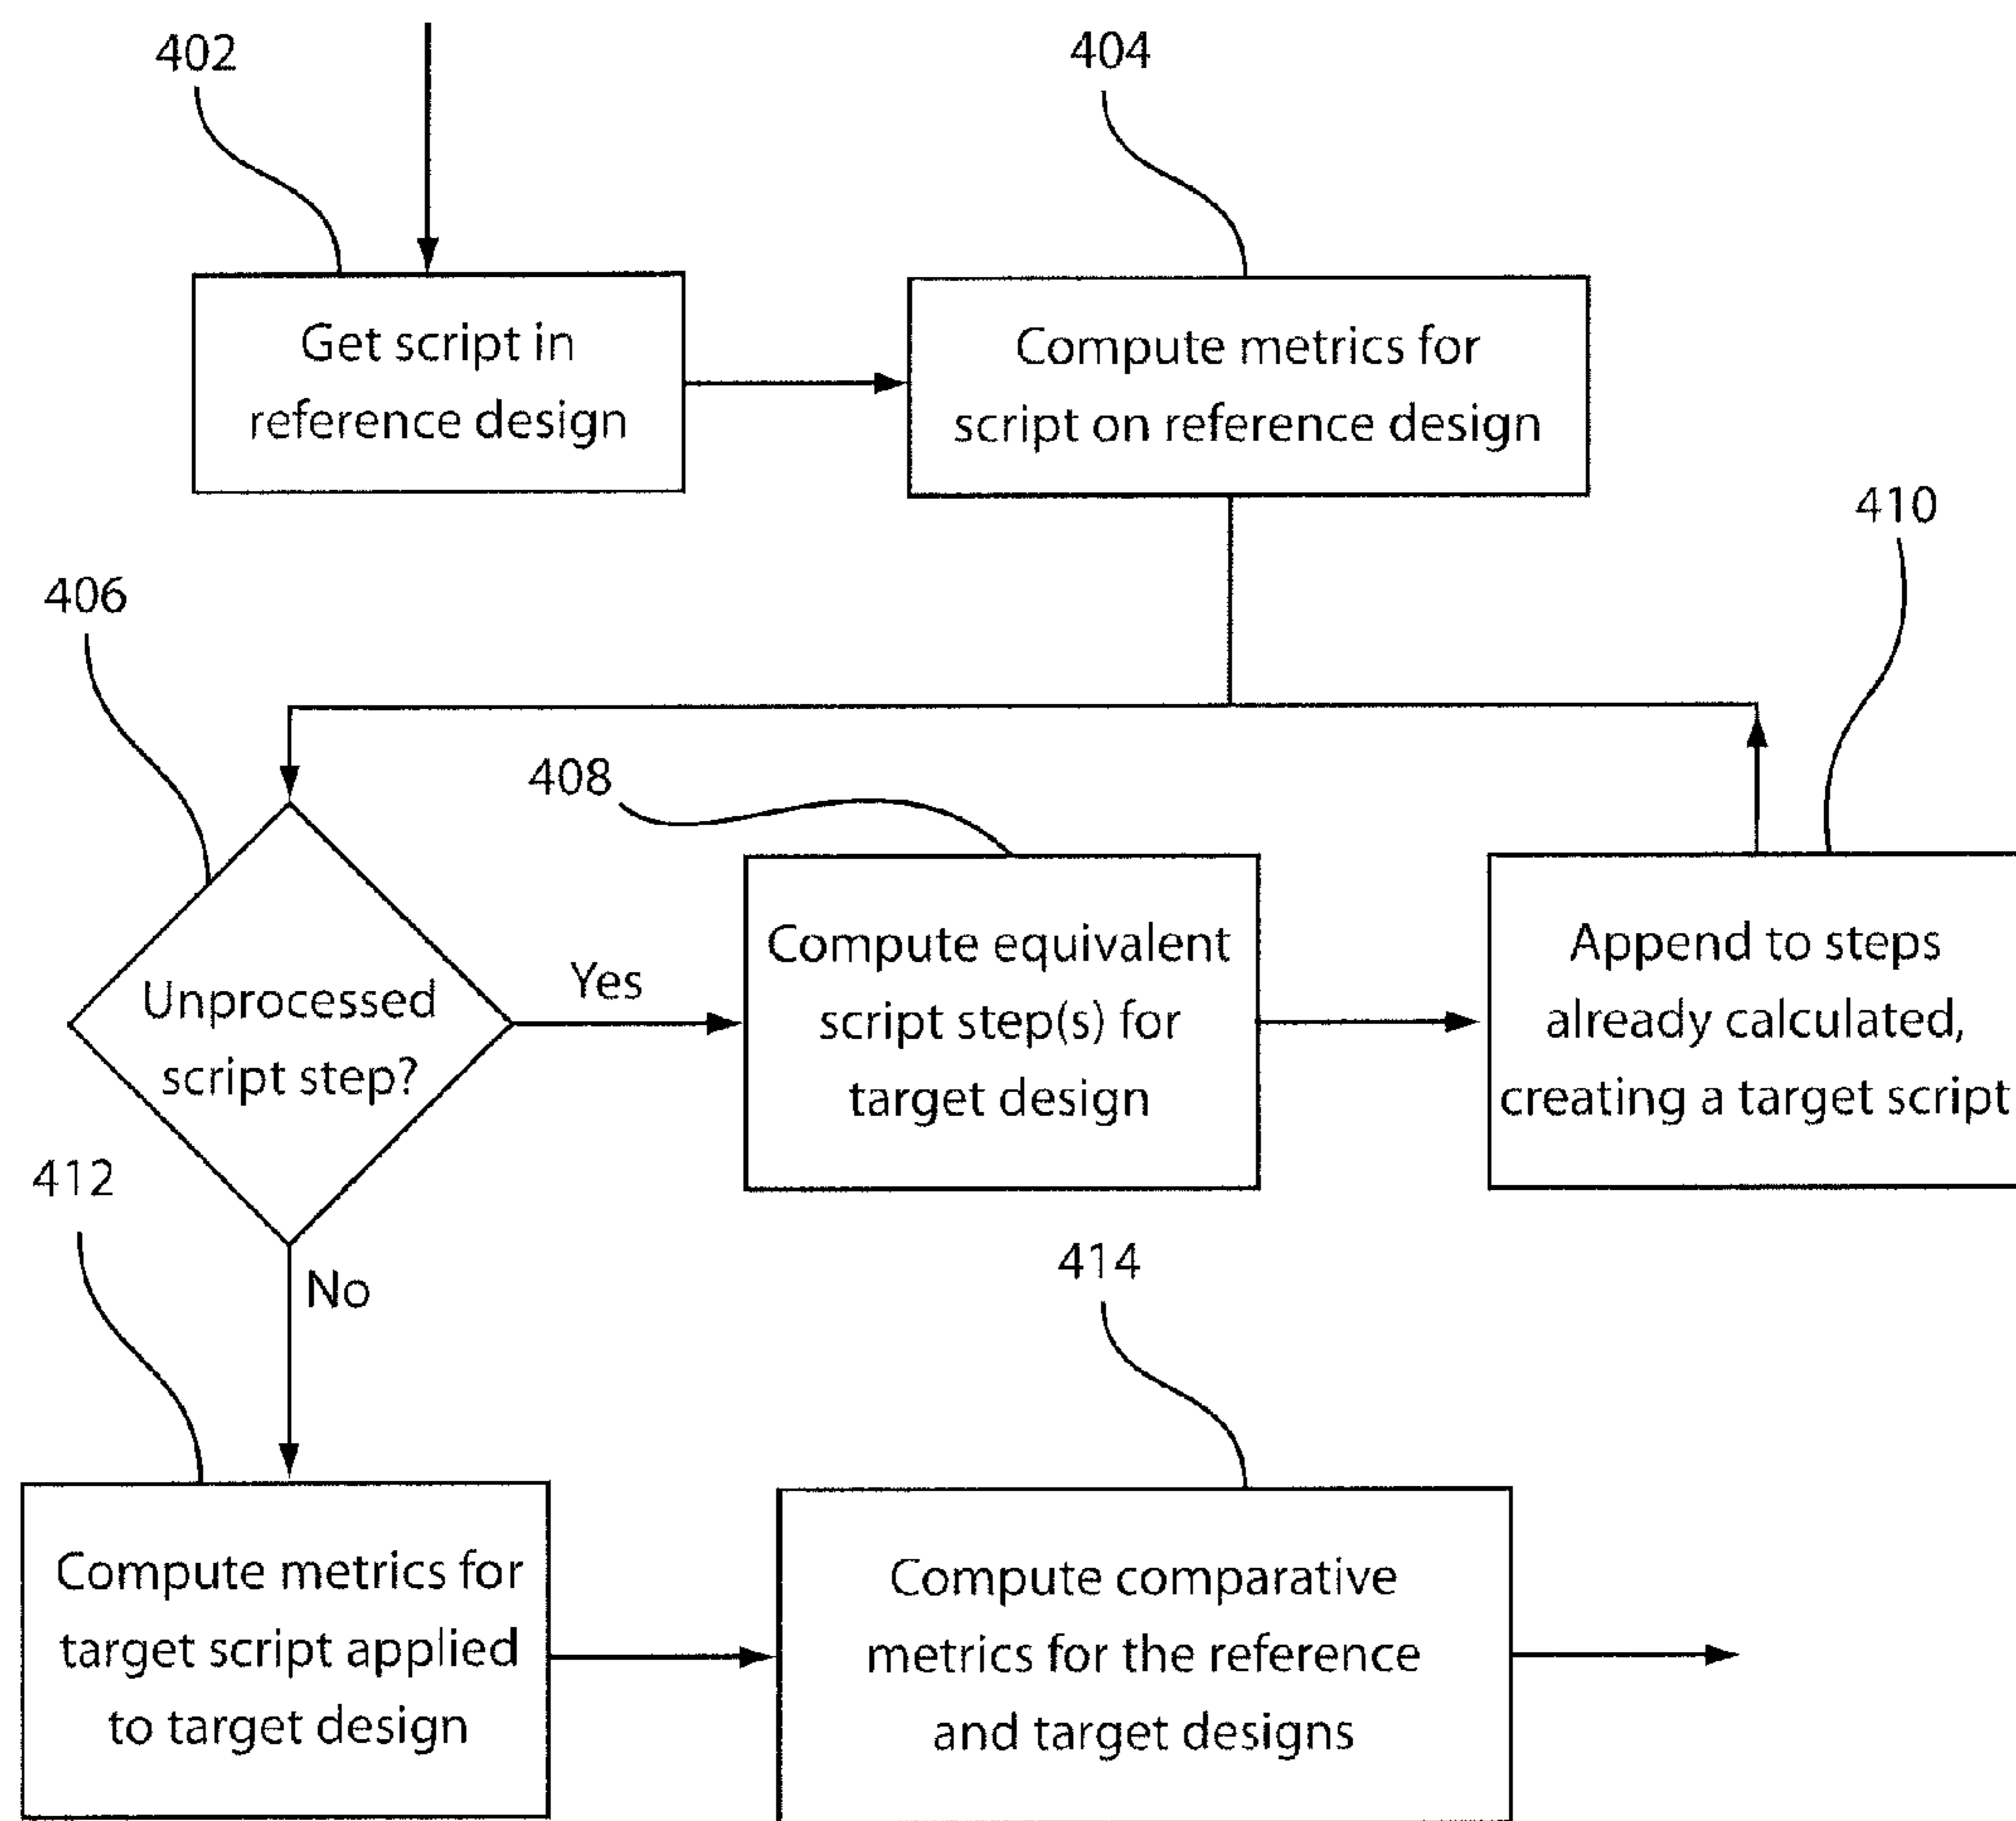 402
404
Get script in
reference design
Compute metrics for
script on reference design
410
406
408
Unprocessed
script step?
Yes
Compute equivalent
script step(s) for
target design
Append to steps
already calculated,
creating a target script
412
No
414
Compute metrics for
target script applied
to target design
Compute comparative
metrics for the reference
and target designs